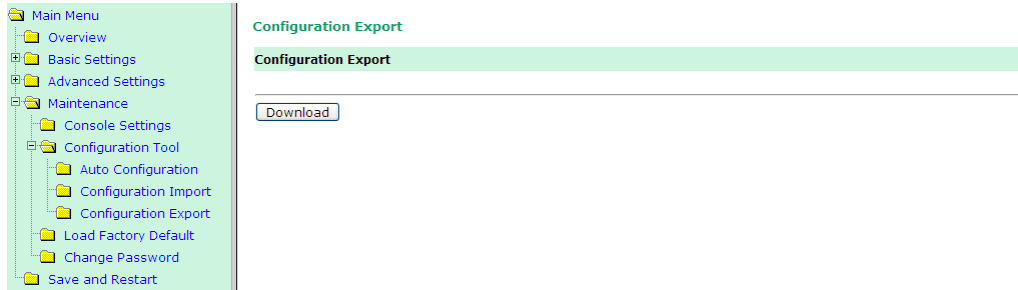 Main Menu
Overview
Basic Settings
Advanced Settings
Maintenance
Console Settings
Configuration Tool
Auto Configuration
Configuration Import
Configuration Export
Load Factory Default
Change Password
Save and Restart
Configuration Export
Configuration Export
Download